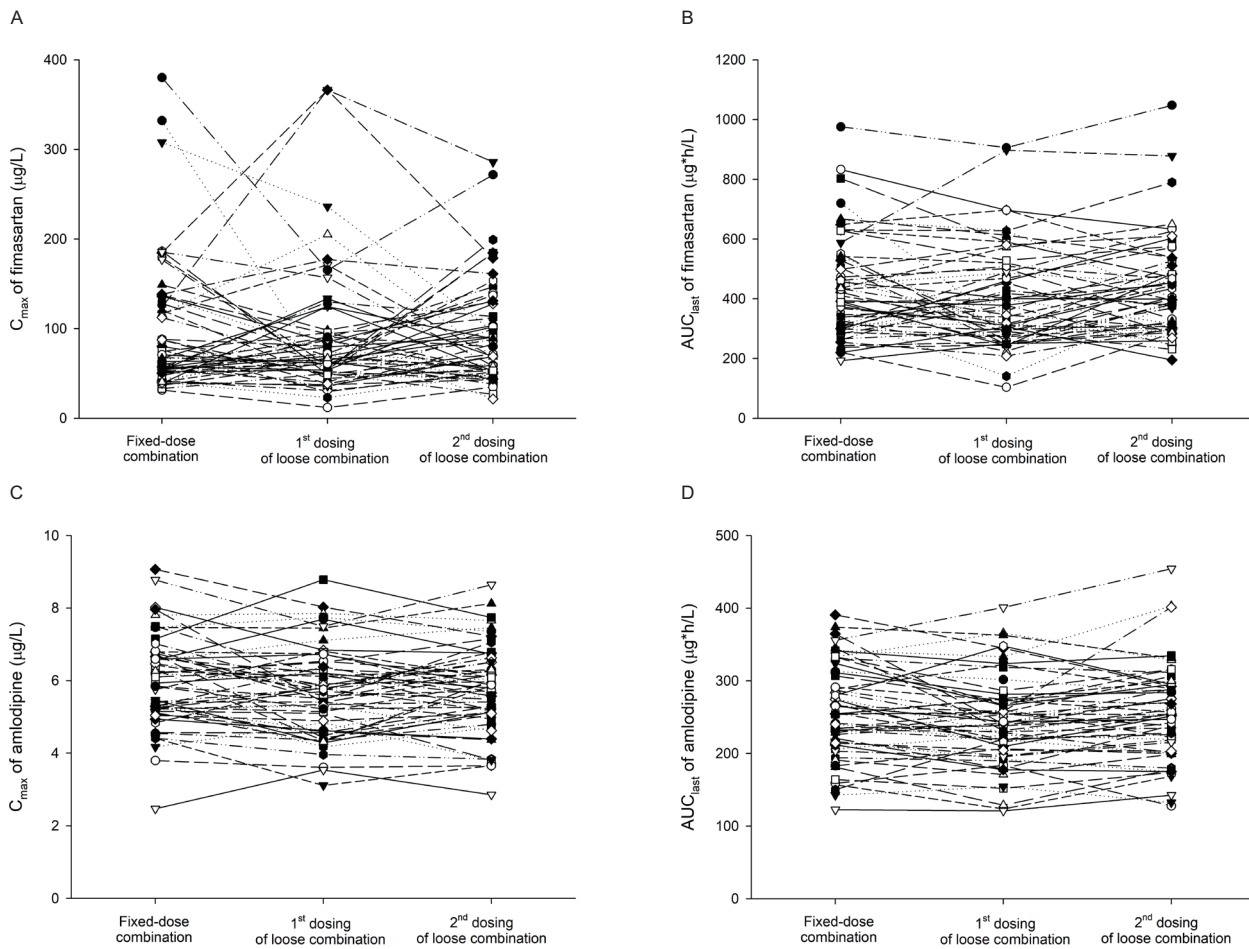 A
C_max of fimasartan (µg/L)
400
300
200
100
0
Fixed-dose
combination
1st dosing
of loose combination
2nd dosing
of loose combination
B
AUC_last of fimasartan (µg*h/L)
1200
1000
800
600
400
200
0
Fixed-dose
combination
1st dosing
of loose combination
2nd dosing
of loose combination
C
C_max of amlodipine (µg/L)
10
8
6
4
2
0
Fixed-dose
combination
1st dosing
of loose combination
2nd dosing
of loose combination
D
AUC_last of amlodipine (µg*h/L)
500
400
300
200
100
0
Fixed-dose
combination
1st dosing
of loose combination
2nd dosing
of loose combination